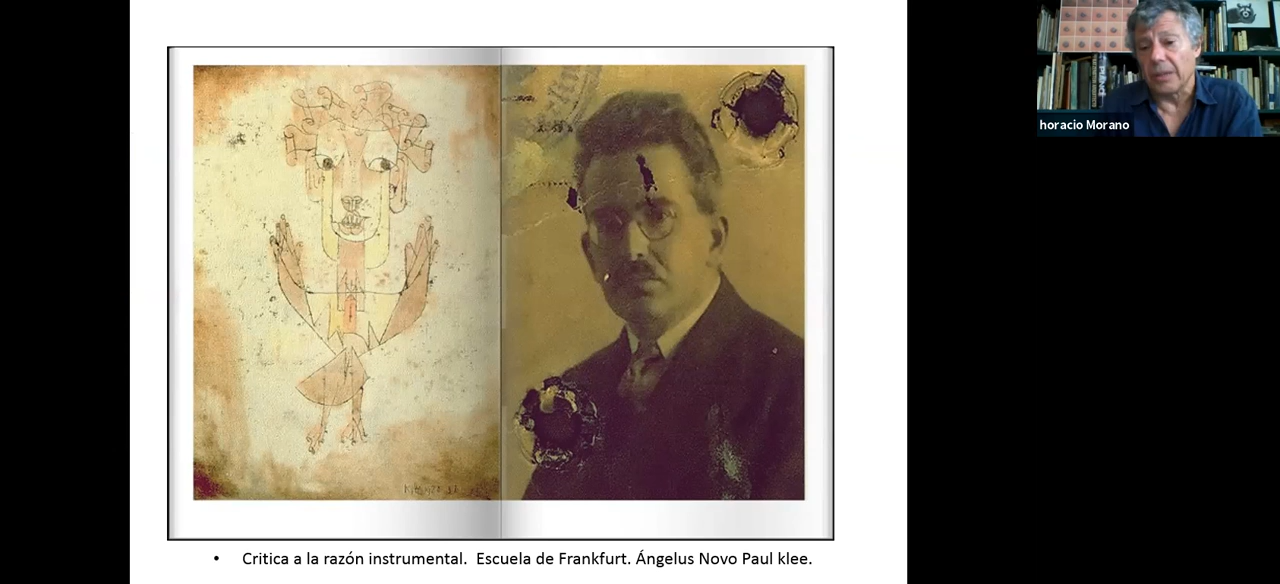 horacio Morano
• Critica a la razón instrumental.  Escuela de Frankfurt. Ángelus Novo Paul klee.